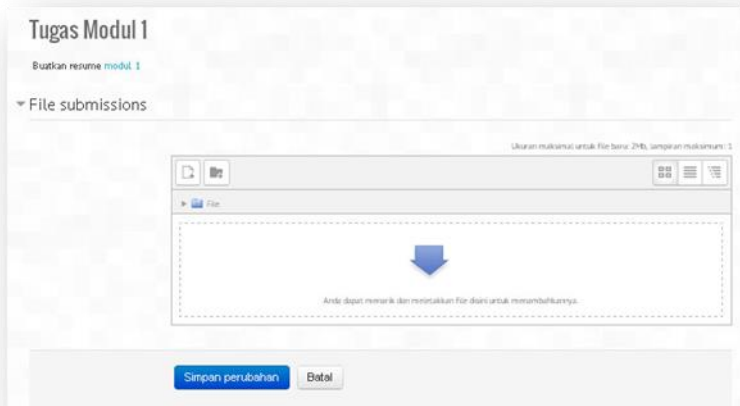 Tugas Modul 1
Buatkan resume modul 1
File submissions
Ukuran maksimal untuk file baru: 2Mb, lampiran maksimum: 1
File
Anda dapat menarik dan meletakkan file disini untuk menambahkannya.
Simpan perubahan
Batal